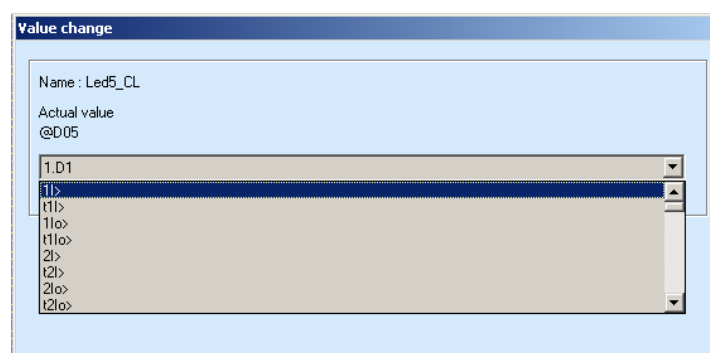 Value change
Name : Led5_CL
Actual value
@D05
1.D1
1I>
t1I>
1Io>
t1Io>
2I>
t2I>
2Io>
t2Io>